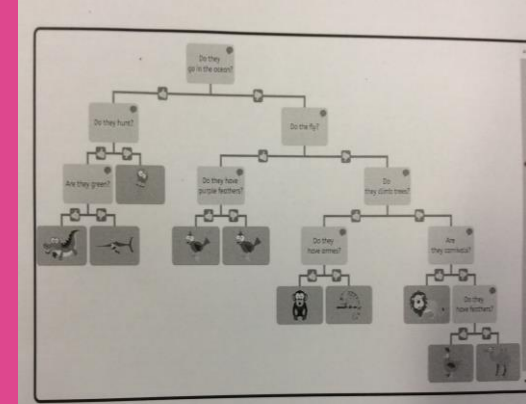 Do they
go in the ocean?
Do they hunt?
Do the fly?
Are they green?
Do they have
purple feathers?
Do
they climb trees?
Do they
have armes?
Are
they carnivals?
Do they
have feathers?